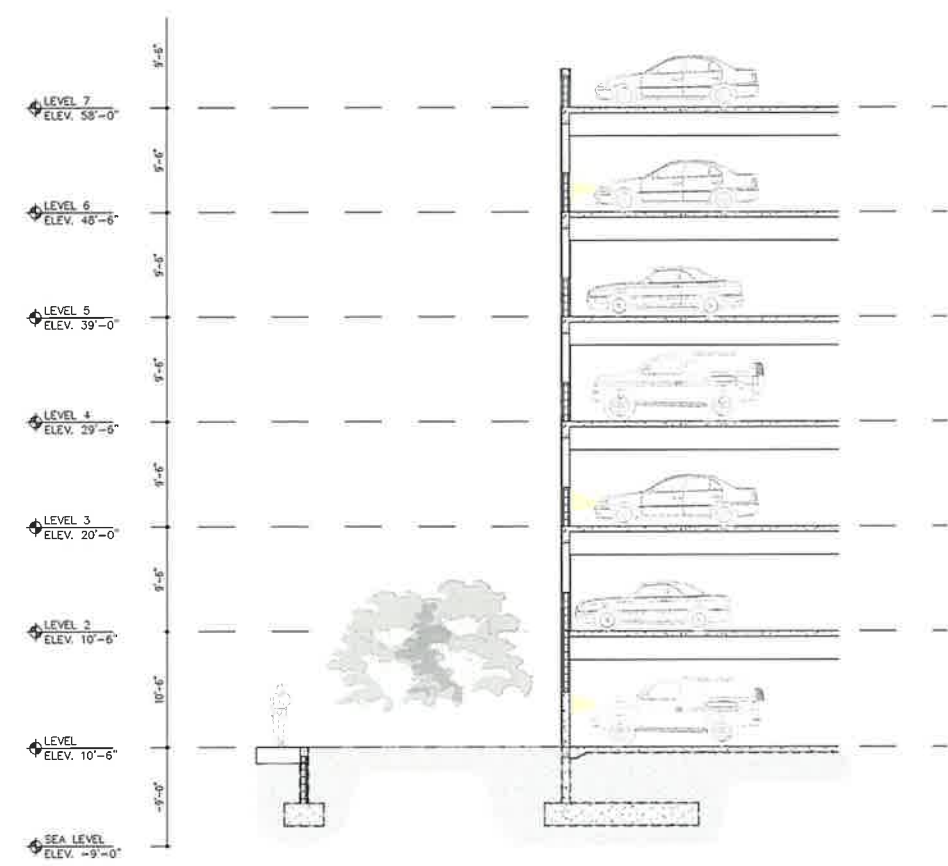 9'-6"
LEVEL 7
ELEV. 58'-0"
9'-6"
LEVEL 6
ELEV. 48'-6"
9'-6"
LEVEL 5
ELEV. 39'-0"
9'-6"
LEVEL 4
ELEV. 29'-6"
9'-6"
LEVEL 3
ELEV. 20'-0"
9'-6"
LEVEL 2
ELEV. 10'-6"
10'-6"
LEVEL
ELEV. 10'-6"
-9'-0"
SEA LEVEL
ELEV. -9'-0"